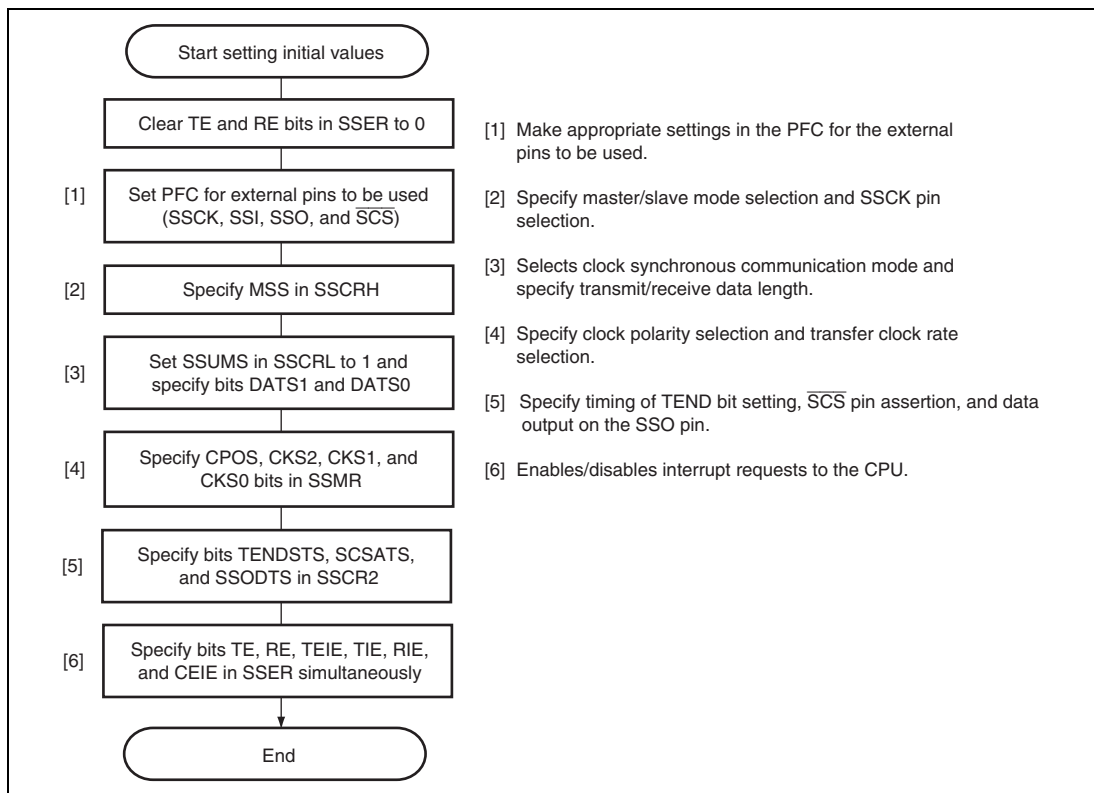 Start setting initial values
Clear TE and RE bits in SSER to 0
[1]
Set PFC for external pins to be used
(SSCK, SSI, SSO, and SCS)
[2]
Specify MSS in SSCRH
[3]
Set SSUMS in SSCRL to 1 and
specify bits DATS1 and DATS0
[4]
Specify CPOS, CKS2, CKS1, and
CKS0 bits in SSMR
[5]
Specify bits TENDSTS, SCSATS,
and SSODTS in SSCR2
[6]
Specify bits TE, RE, TEIE, TIE, RIE,
and CEIE in SSER simultaneously
End
[1] Make appropriate settings in the PFC for the external
pins to be used.
[2] Specify master/slave mode selection and SSCK pin
selection.
[3] Selects clock synchronous communication mode and
specify transmit/receive data length.
[4] Specify clock polarity selection and transfer clock rate
selection.
[5] Specify timing of TEND bit setting, SCS pin assertion, and data
output on the SSO pin.
[6] Enables/disables interrupt requests to the CPU.